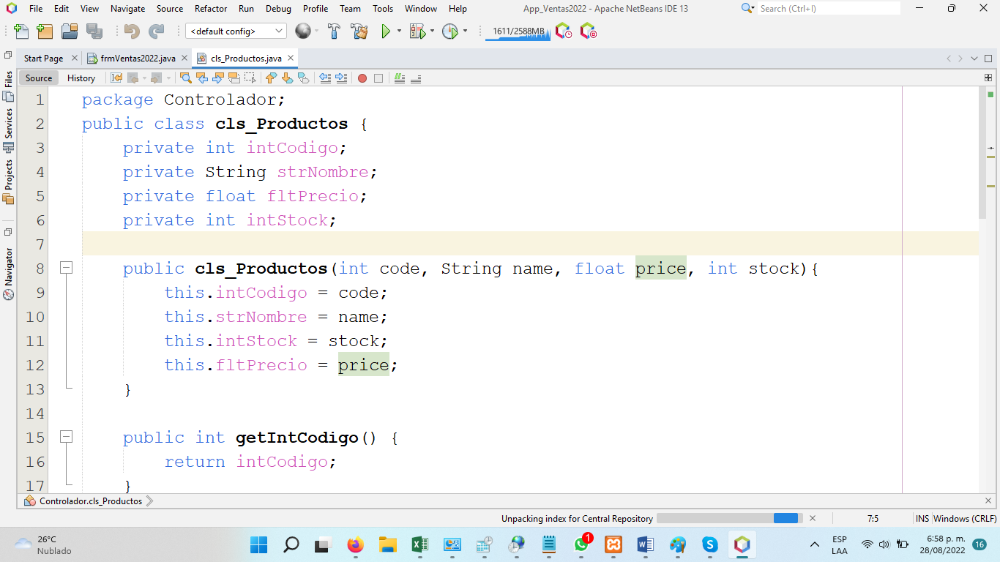 File Edit View Navigate Source Refactor Run Debug Profile Team Tools Window Help App_Ventas2022 - Apache NetBeans IDE 13 Search (Ctrl+I)
<default config> 1611/2588MB
Start Page frmVentas2022.java cls_Productos.java
Source History
Files
Services
Projects
Navigator
1 package Controlador;
2 public class cls_Productos {
3 private int intCodigo;
4 private String strNombre;
5 private float fltPrecio;
6 private int intStock;
7
8 public cls_Productos(int code, String name, float price, int stock){
9 this.intCodigo = code;
10 this.strNombre = name;
11 this.intStock = stock;
12 this.fltPrecio = price;
13 }
14
15 public int getIntCodigo() {
16 return intCodigo;
17 }
Controlador.cls_Productos
Unpacking index for Central Repository 7:5 INS Windows (CRLF)
26°C
Nublado
1
ESP
LAA
6:58 p. m.
28/08/2022
16